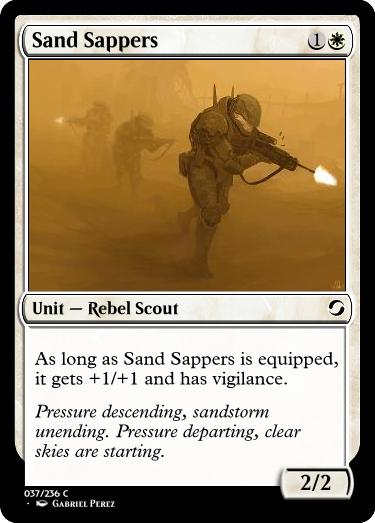 Sand Sappers 1
Unit — Rebel Scout
As long as Sand Sappers is equipped,
it gets +1/+1 and has vigilance.
Pressure descending, sandstorm
unending. Pressure departing, clear
skies are starting.
2/2
037/236 C
· Gabriel Perez